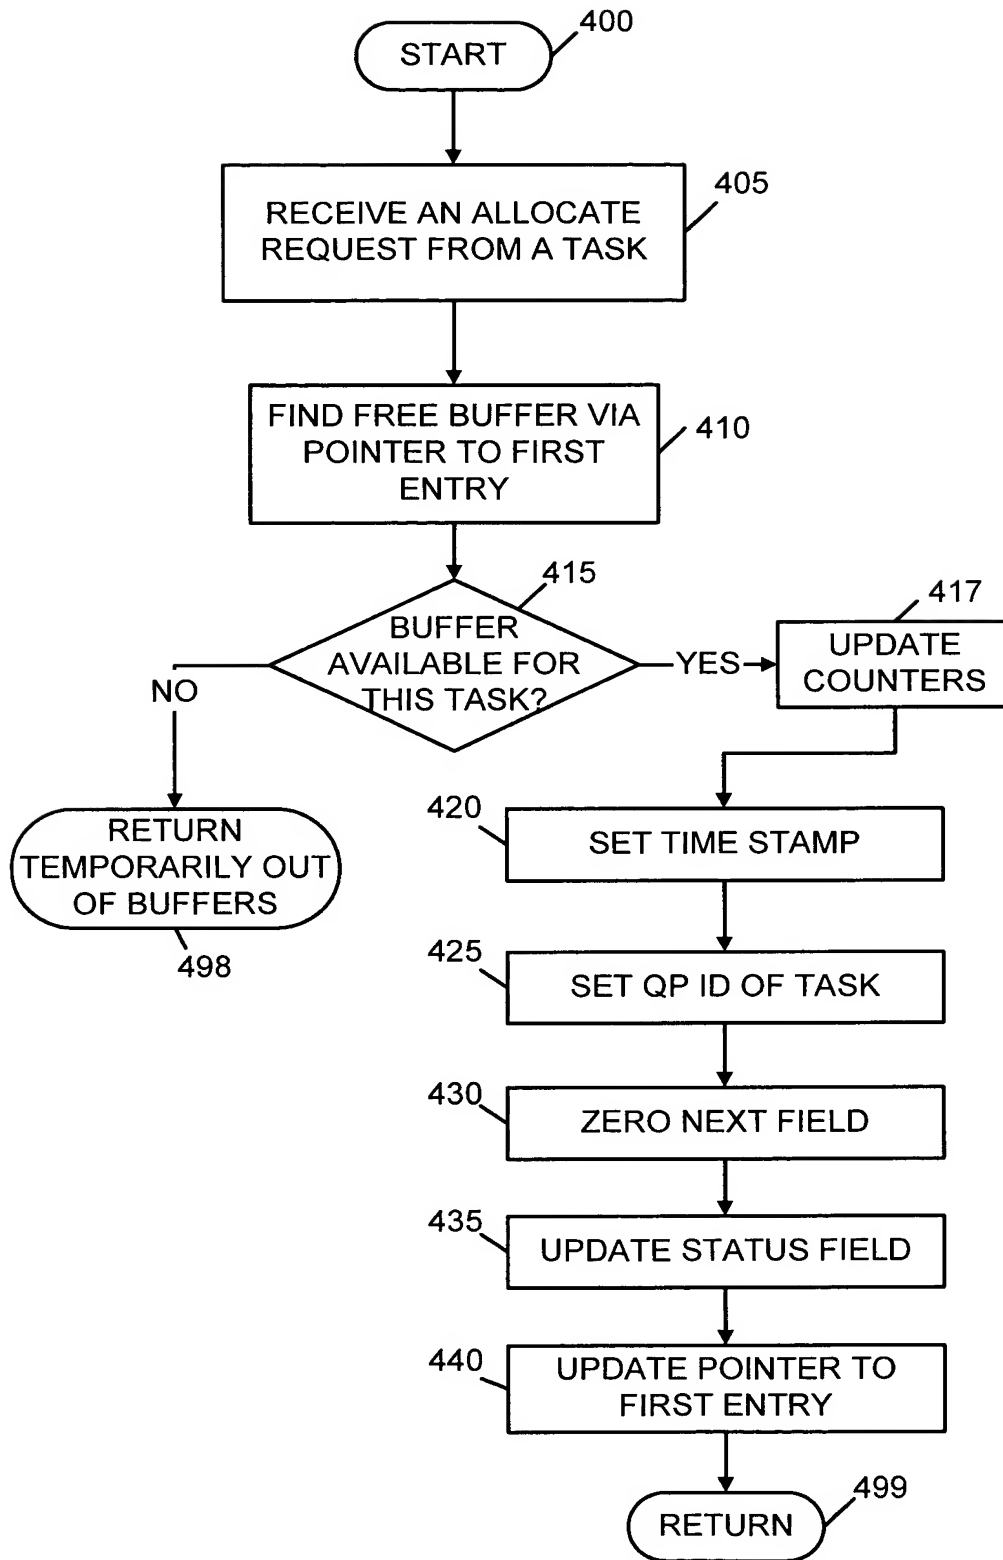 400
START
405
RECEIVE AN ALLOCATE
REQUEST FROM A TASK
FIND FREE BUFFER VIA
POINTER TO FIRST
ENTRY
410
415
BUFFER
AVAILABLE FOR
THIS TASK?
NO
YES
417
UPDATE
COUNTERS
RETURN
TEMPORARILY OUT
OF BUFFERS
498
420
SET TIME STAMP
425
SET QP ID OF TASK
430
ZERO NEXT FIELD
435
UPDATE STATUS FIELD
440
UPDATE POINTER TO
FIRST ENTRY
499
RETURN